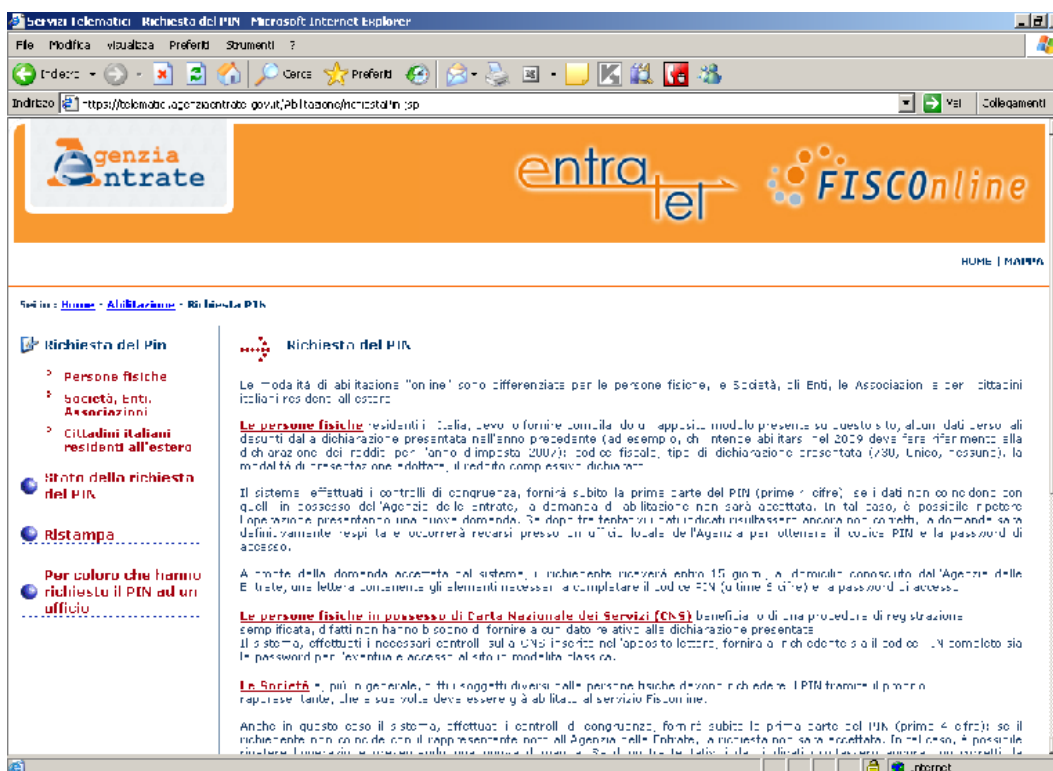 Servizi Telematici - Richiesta del PIN - Microsoft Internet Explorer
File Modifica Visualizza Preferiti Strumenti ?
Indietro Cerca Preferiti
Indirizzo https://telematici.agenziaentrate.gov.it/Abilitazione/richiestaPin.jsp Vai Collegamenti
Agenzia
Entrate
entratel
FISCOnline
HOME | MAPPA
Sei in: Home - Abilitazione - Richiesta PIN
Richiesta del Pin
Persone fisiche
Società, Enti,
Associazioni
Cittadini italiani
residenti all'estero
Stato della richiesta
del PIN
Ristampa
Per coloro che hanno
richiesto il PIN ad un
ufficio
Richiesta del PIN
Le modalità di abilitazione "online" sono differenziate per le persone fisiche, le Società, gli Enti, le Associazioni e per i cittadini
italiani residenti all'estero
Le persone fisiche residenti in Italia, devono fornire compilando un apposito modello presente su questo sito, alcuni dati personali
desunti dalla dichiarazione presentata nell'anno precedente (ad esempio, chi intende abilitarsi nel 2009 deve fare riferimento alla
dichiarazione dei redditi per l'anno d'imposta 2007): codice fiscale, tipo di dichiarazione presentata (730, Unico, nessuna), la
modalità di presentazione adottata, il reddito complessivo dichiarato
Il sistema, effettuati i controlli di congruenza, fornirà subito la prima parte del PIN (prime 4 cifre); se i dati non coincidono con
quelli in possesso dell'Agenzia delle Entrate, la domanda di abilitazione non sarà accettata. In tal caso, è possibile ripetere
l'operazione presentando una nuova domanda. Se dopo tre tentativi i dati indicati risultassero ancora non corretti, la domanda sarà
definitivamente respinta e occorrerà recarsi presso un ufficio locale dell'Agenzia per ottenere il codice PIN e la password di
accesso.
A fronte della domanda accettata dal sistema, il richiedente riceverà entro 15 giorni, al domicilio conosciuto dall'Agenzia delle
Entrate, una lettera contenente gli elementi necessari a completare il codice PIN (ultime 6 cifre) e la password di accesso
Le persone fisiche in possesso di Carta Nazionale dei Servizi (CNS) beneficiano di una procedura di registrazione
semplificata, difatti non hanno bisogno di fornire alcun dato relativo alle dichiarazione presentate
Il sistema, effettuati i necessari controlli sulla CNS inserita nell'apposito lettore, fornirà al richiedente sia il codice PIN completo sia
la password per l'eventuale accesso al sito in modalità classica.
Le Società e, più in generale, tutti i soggetti diversi dalle persone fisiche devono richiedere il PIN tramite il proprio
rappresentante, che a sua volta deve essere già abilitato al servizio Fisconline.
Anche in questo caso il sistema, effettuati i controlli di congruenza, fornirà subito la prima parte del PIN (prime 4 cifre); se il
richiedente non coincide con il rappresentante noto all'Agenzia delle Entrate, la richiesta non sarà accettata. In tal caso, è possibile
ripetere l'operazione presentando una nuova domanda. Se dopo tre tentativi i dati indicati risultassero ancora non corretti, la
Internet